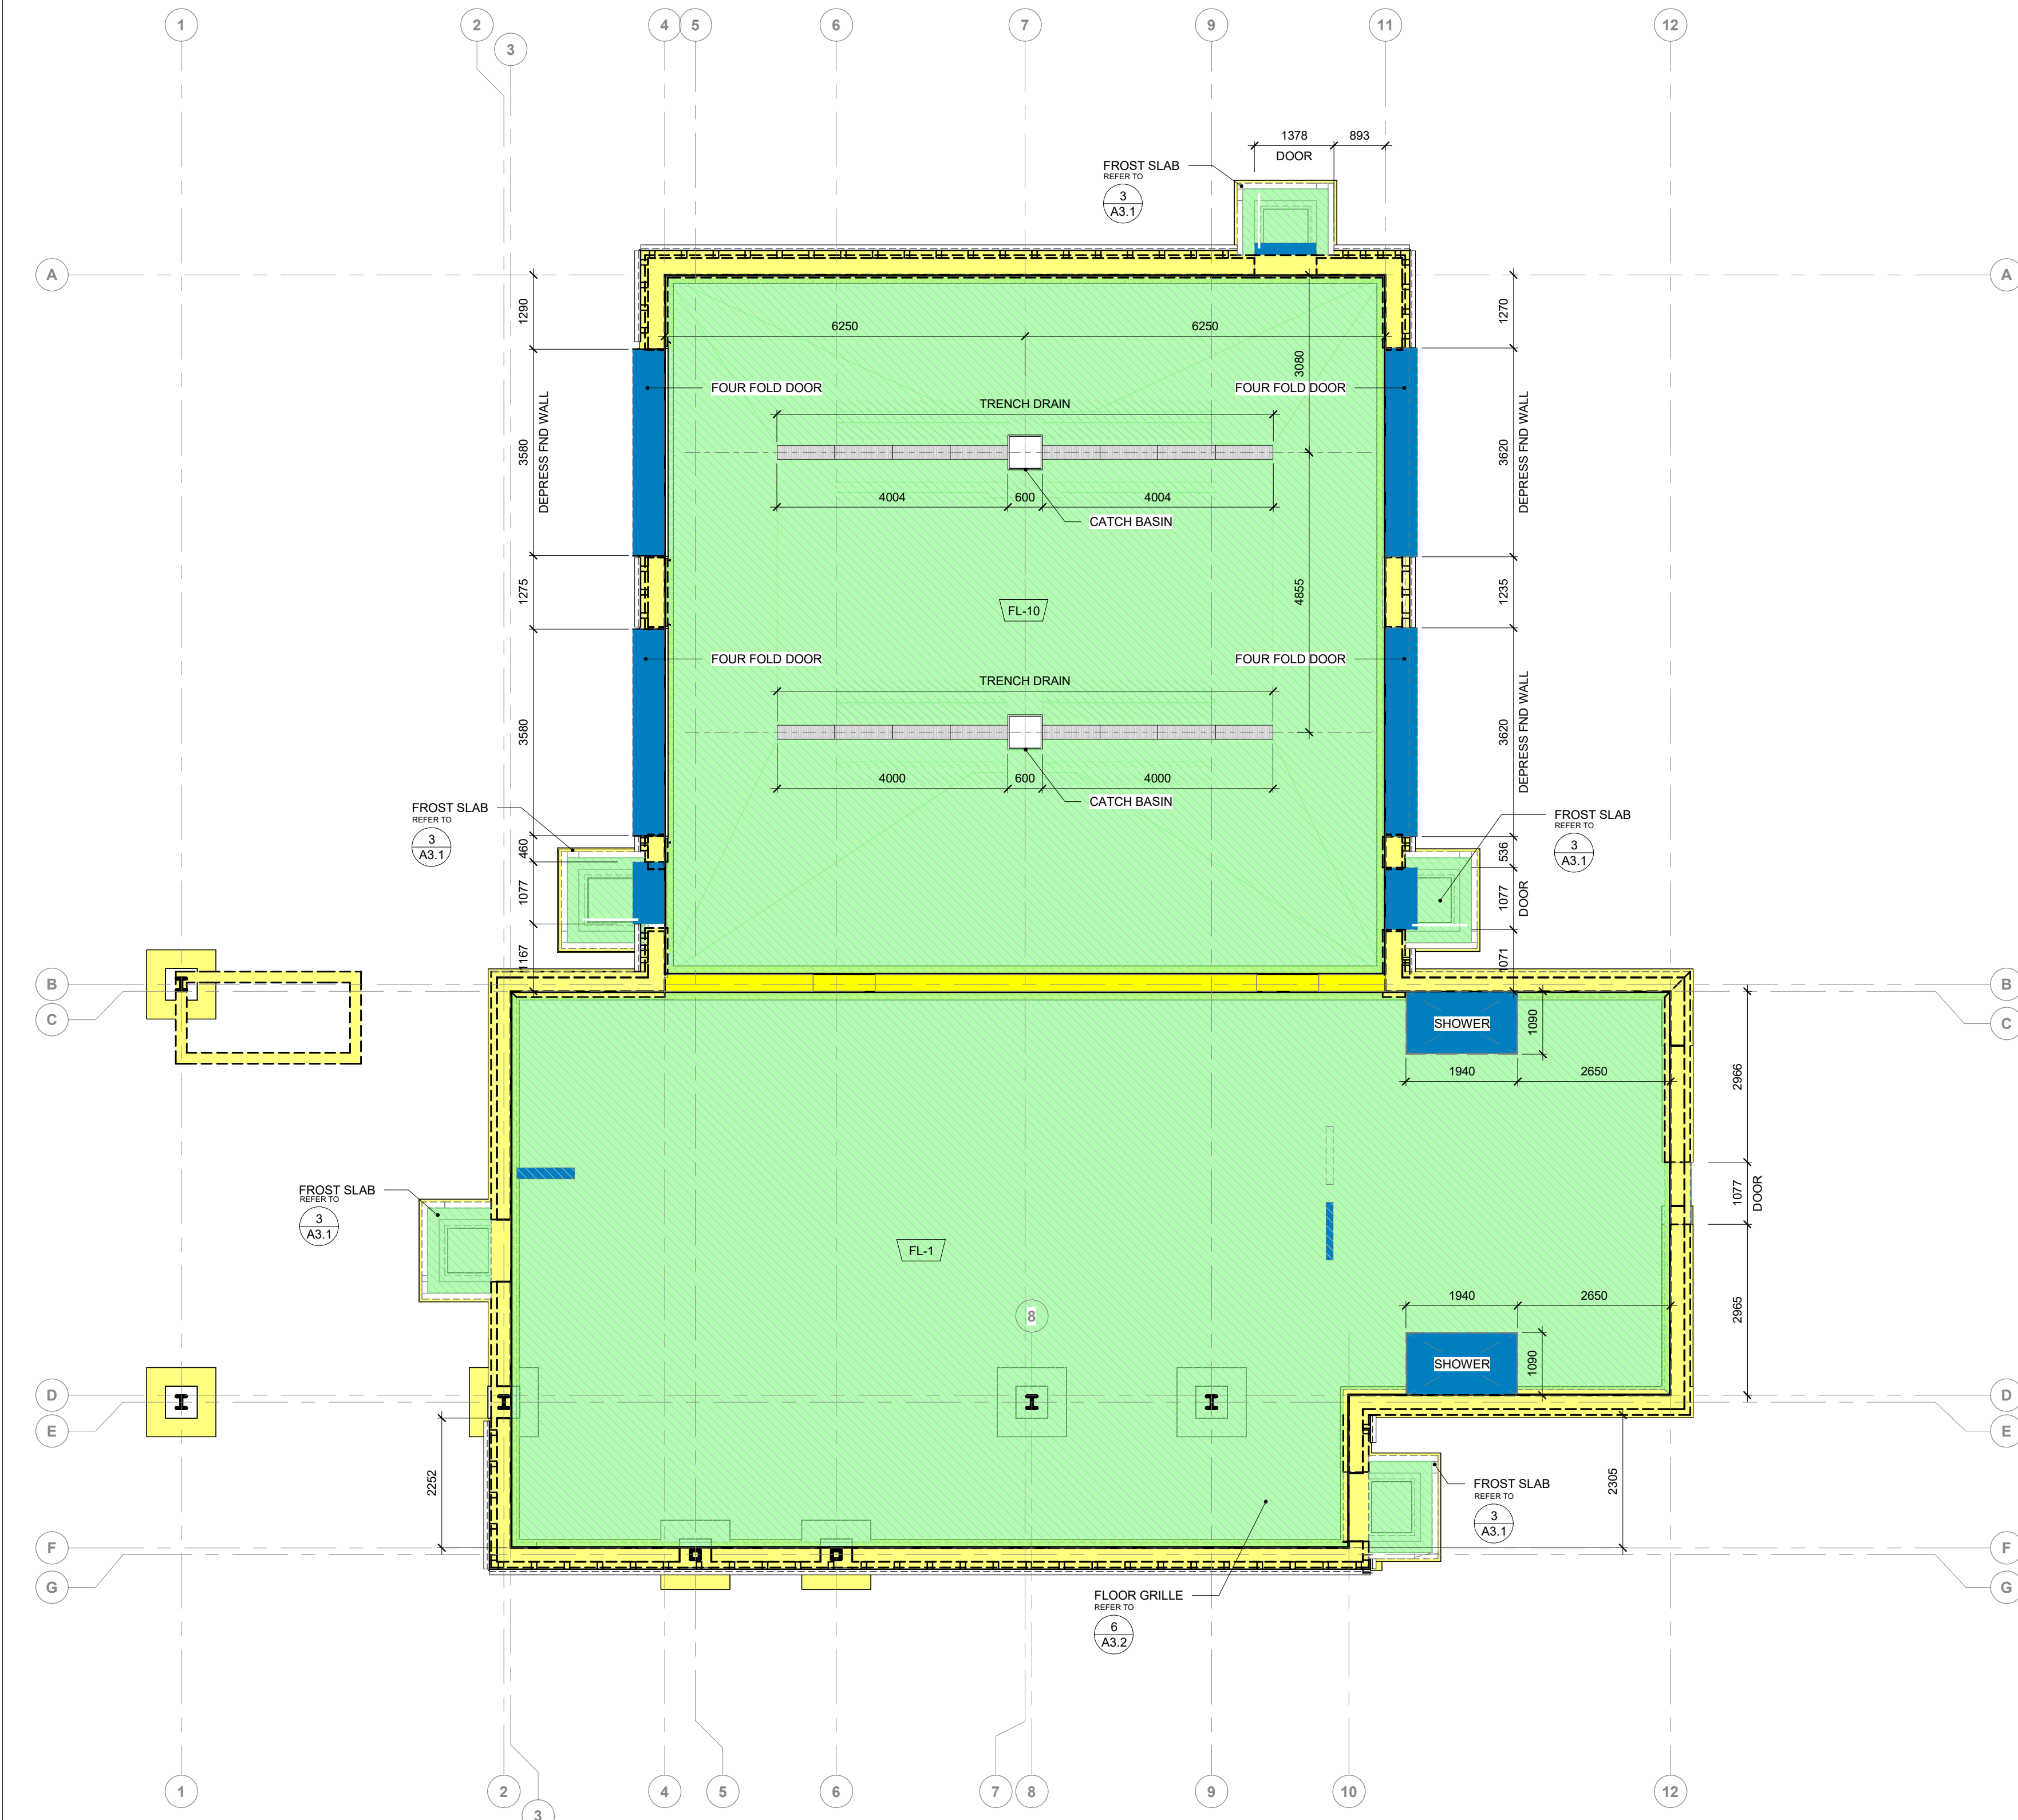 1
2
3
4
5
6
7
9
11
12
1378
893
DOOR
FROST SLAB
REFER TO
3
A3.1
A
A
1290
6250
6250
1270
3080
FOUR FOLD DOOR
FOUR FOLD DOOR
TRENCH DRAIN
3580
DEPRESS FND WALL
3620
DEPRESS FND WALL
4004
600
4004
CATCH BASIN
1275
4855
1235
FL-10
FOUR FOLD DOOR
FOUR FOLD DOOR
TRENCH DRAIN
3580
3620
DEPRESS FND WALL
4000
600
4000
CATCH BASIN
FROST SLAB
REFER TO
3
A3.1
460
536
FROST SLAB
REFER TO
3
A3.1
1077
1077
DOOR
1167
1071
B
B
C
C
SHOWER
1090
1940
2650
2966
FROST SLAB
REFER TO
3
A3.1
1077
DOOR
FL-1
8
1940
2650
2965
SHOWER
1090
D
D
E
E
2252
2305
FROST SLAB
REFER TO
3
A3.1
F
F
G
G
FLOOR GRILLE
REFER TO
6
A3.2
1
2
3
4
5
6
7
8
9
10
12